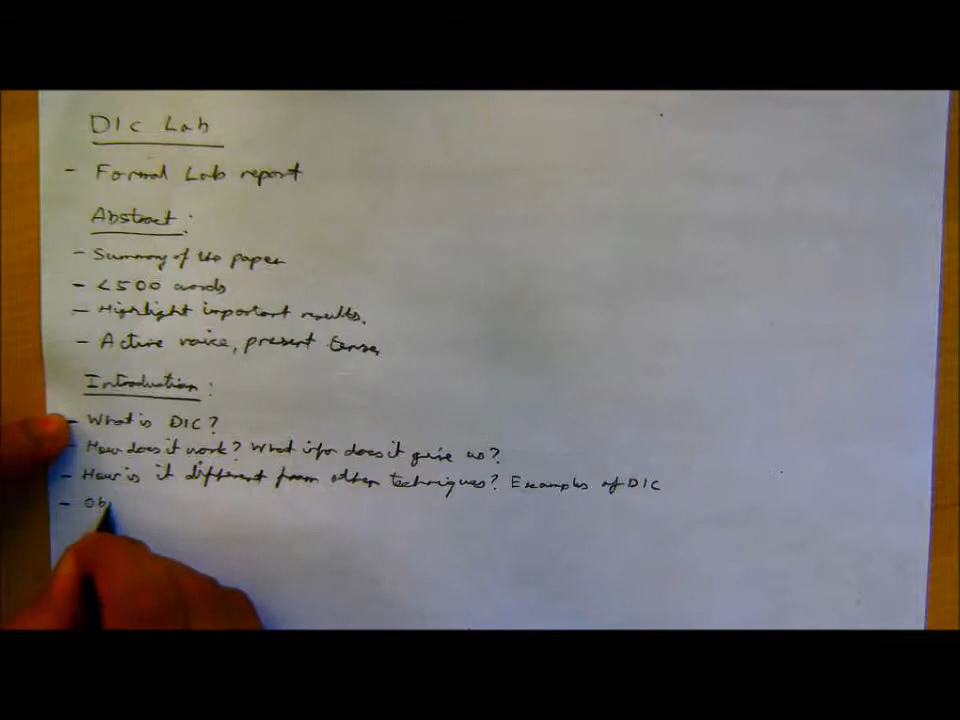 DIC Lab
- Formal Lab report
Abstract:
- Summary of the paper
- <500 words
- Highlight important results.
- Active voice, present tense
Introduction:
- What is DIC?
- How does it work? What info does it give us?
- How is it different from other techniques? Examples of DIC
- Ob